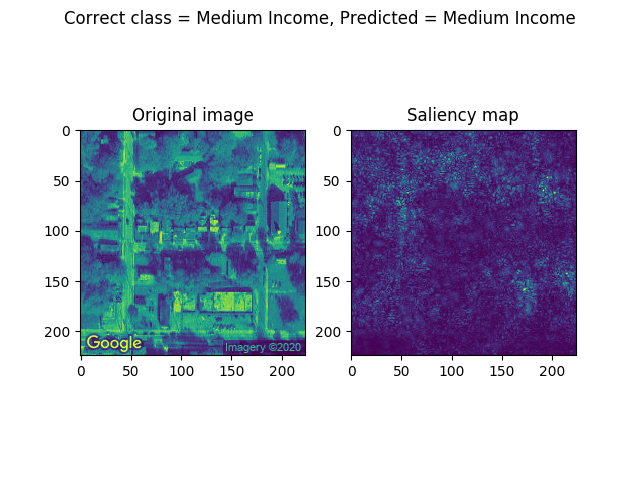 Correct class = Medium Income, Predicted = Medium Income
Original image
Saliency map
0
50
100
150
200
0
50
100
150
200
Google
Imagery ©2020
0 50 100 150 200
0 50 100 150 200